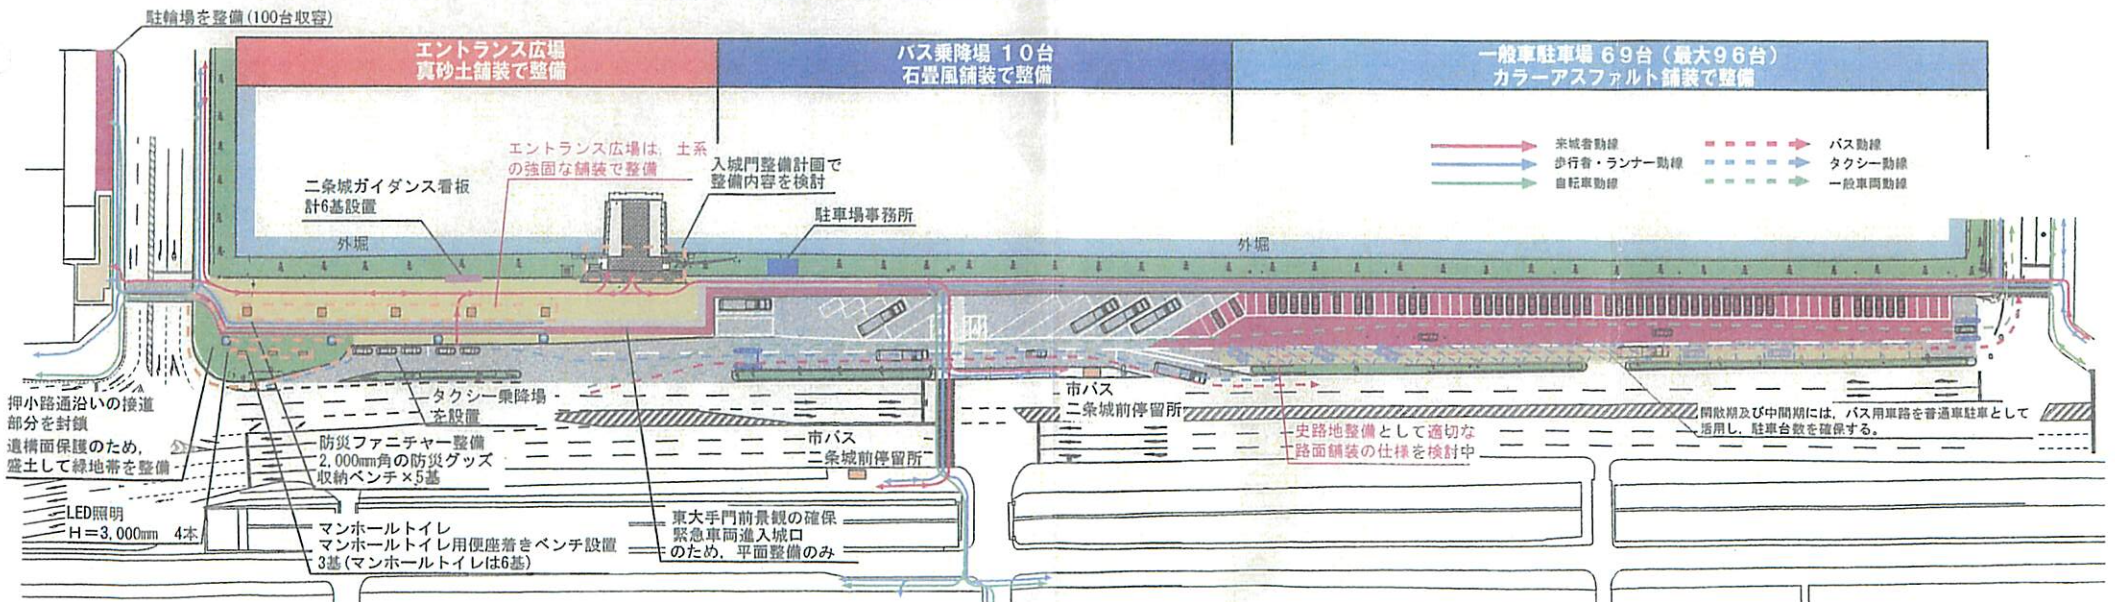 駐輪場を整備(100台収容)
エントランス広場
真砂土舗装で整備
バス乗降場 10台
石畳風舗装で整備
一般車駐車場 69台(最大96台)
カラーアスファルト舗装で整備
来城者動線
歩行者・ランナー動線
自転車動線
バス動線
タクシー動線
一般車両動線
エントランス広場は、土系
の強固な舗装で整備
入城門整備計画で
整備内容を検討
二条城ガイダンス看板
計6基設置
駐車場事務所
外堀
外堀
押小路通沿いの接道
部分を封鎖
遺構面保護のため、
盛土して緑地帯を整備
タクシー乗降場
を設置
防災ファニチャー整備
2,000mm角の防災グッズ
収納ベンチ×5基
市バス
二条城前停留所
市バス
二条城前停留所
史路地整備として適切な
路面舗装の仕様を検討中
閑散期及び中間期には、バス用車路を普通車駐車として
活用し、駐車台数を確保する。
LED照明
H=3,000mm 4本
マンホールトイレ
マンホールトイレ用便座着きベンチ設置
3基(マンホールトイレは6基)
東大手門前景観の確保
緊急車両進入城口
のため、平面整備のみ